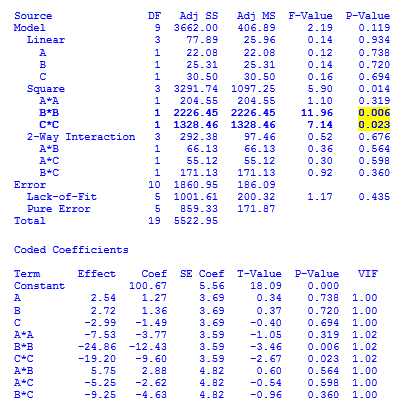 Source DF Adj SS Adj MS F-Value P-Value
Model 9 3662.00 406.89 2.19 0.119
Linear 3 77.89 25.96 0.14 0.934
A 1 22.08 22.08 0.12 0.738
B 1 25.31 25.31 0.14 0.720
C 1 30.50 30.50 0.16 0.694
Square 3 3291.74 1097.25 5.90 0.014
A*A 1 204.55 204.55 1.10 0.319
B*B 1 2226.45 2226.45 11.96 0.006
C*C 1 1328.46 1328.46 7.14 0.023
2-Way Interaction 3 292.38 97.46 0.52 0.676
A*B 1 66.13 66.13 0.36 0.564
A*C 1 55.12 55.12 0.30 0.598
B*C 1 171.13 171.13 0.92 0.360
Error 10 1860.95 186.09
Lack-of-Fit 5 1001.61 200.32 1.17 0.435
Pure Error 5 859.33 171.87
Total 19 5522.95
Coded Coefficients
Term Effect Coef SE Coef T-Value P-Value VIF
Constant 100.67 5.56 18.09 0.000
A 2.54 1.27 3.69 0.34 0.738 1.00
B 2.72 1.36 3.69 0.37 0.720 1.00
C -2.99 -1.49 3.69 -0.40 0.694 1.00
A*A -7.53 -3.77 3.59 -1.05 0.319 1.02
B*B -24.86 -12.43 3.59 -3.46 0.006 1.02
C*C -19.20 -9.60 3.59 -2.67 0.023 1.02
A*B 5.75 2.88 4.82 0.60 0.564 1.00
A*C -5.25 -2.62 4.82 -0.54 0.598 1.00
B*C -9.25 -4.63 4.82 -0.96 0.360 1.00